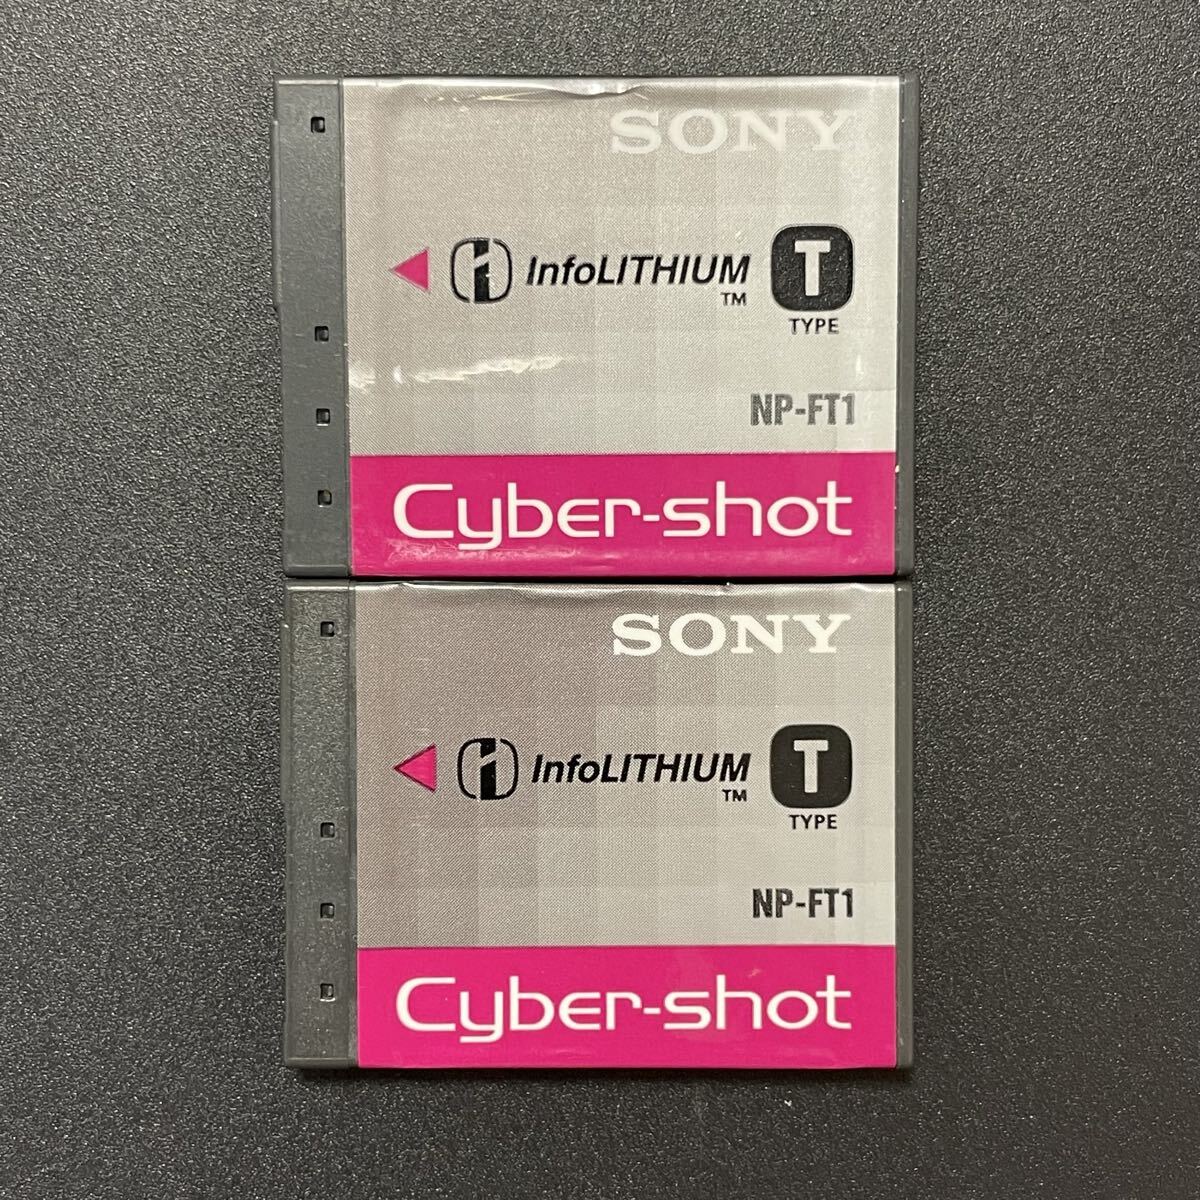 SONY
InfoLITHIUM
TM
T
TYPE
NP-FT1
Cyber-shot
SONY
InfoLITHIUM
TM
T
TYPE
NP-FT1
Cyber-shot